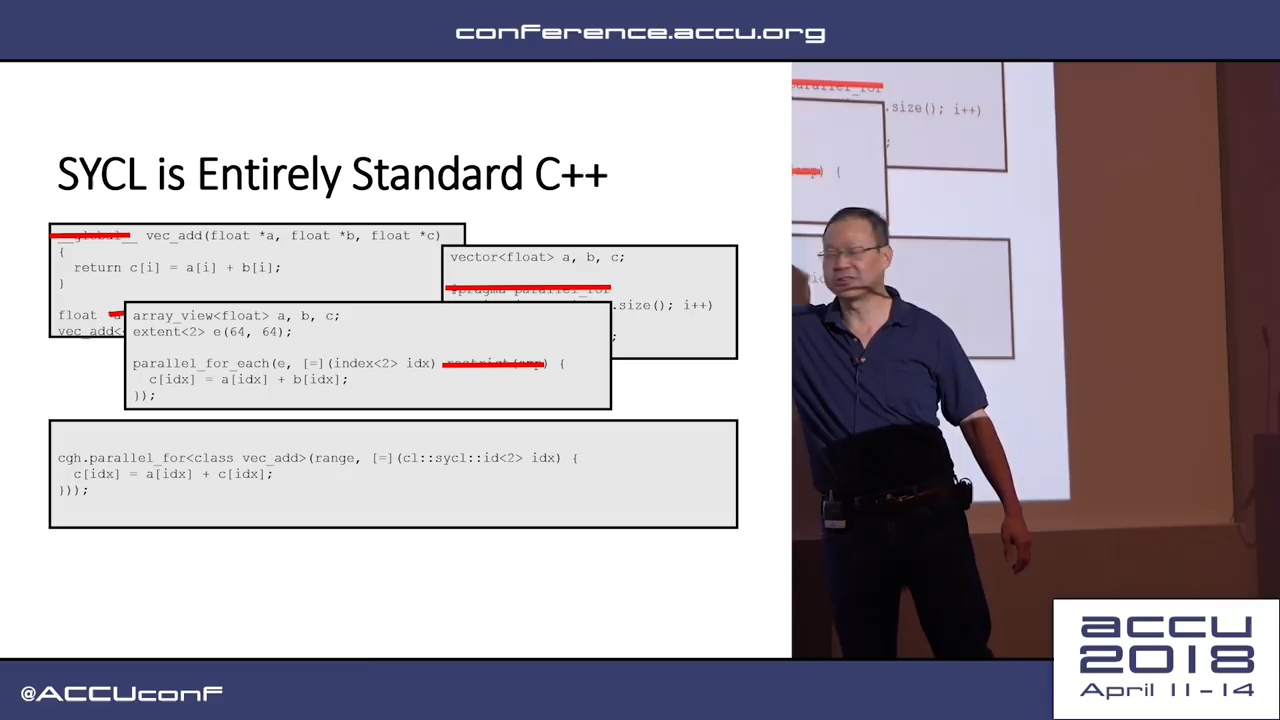 conference.accu.org
SYCL is Entirely Standard C++
__global__ vec_add(float *a, float *b, float *c)
{
return c[i] = a[i] + b[i];
}
float
vec_add<
vector<float> a, b, c;
#pragma parallel_for
.size(); i++)
;
array_view<float> a, b, c;
extent<2> e(64, 64);
parallel_for_each(e, [=](index<2> idx) restrict(amp) {
c[idx] = a[idx] + b[idx];
});
cgh.parallel_for<class vec_add>(range, [=](cl::sycl::id<2> idx) {
c[idx] = a[idx] + c[idx];
}));
parallel_for
.size(); i++)
;
) {
@ACCUconf
accu
2018
April 11-14